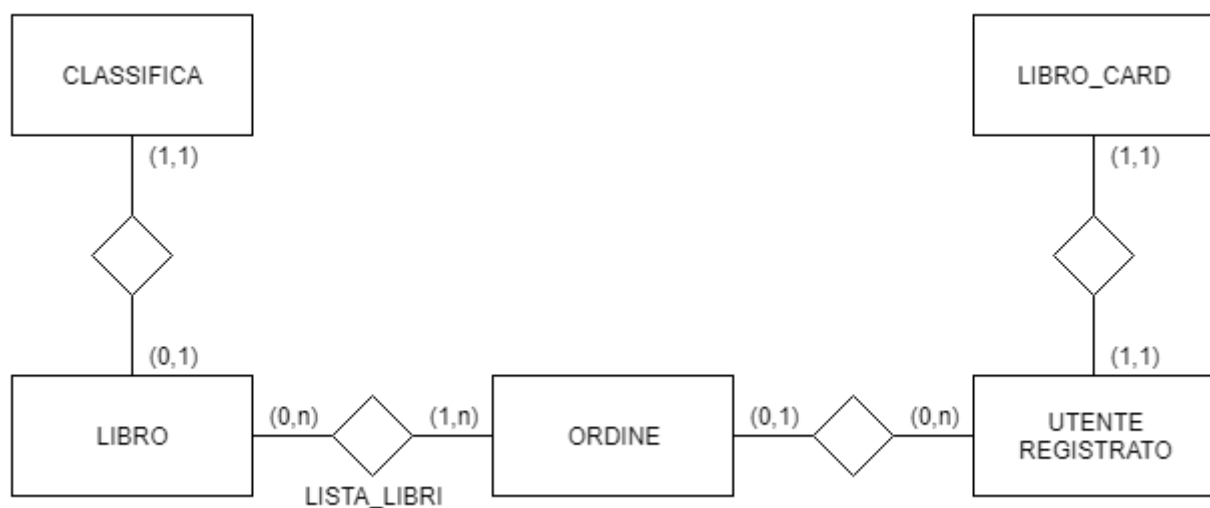 CLASSIFICA
LIBRO_CARD
(1,1)
(1,1)
(0,1)
(1,1)
LIBRO
(0,n)
(1,n)
ORDINE
(0,1)
(0,n)
UTENTE
REGISTRATO
LISTA_LIBRI